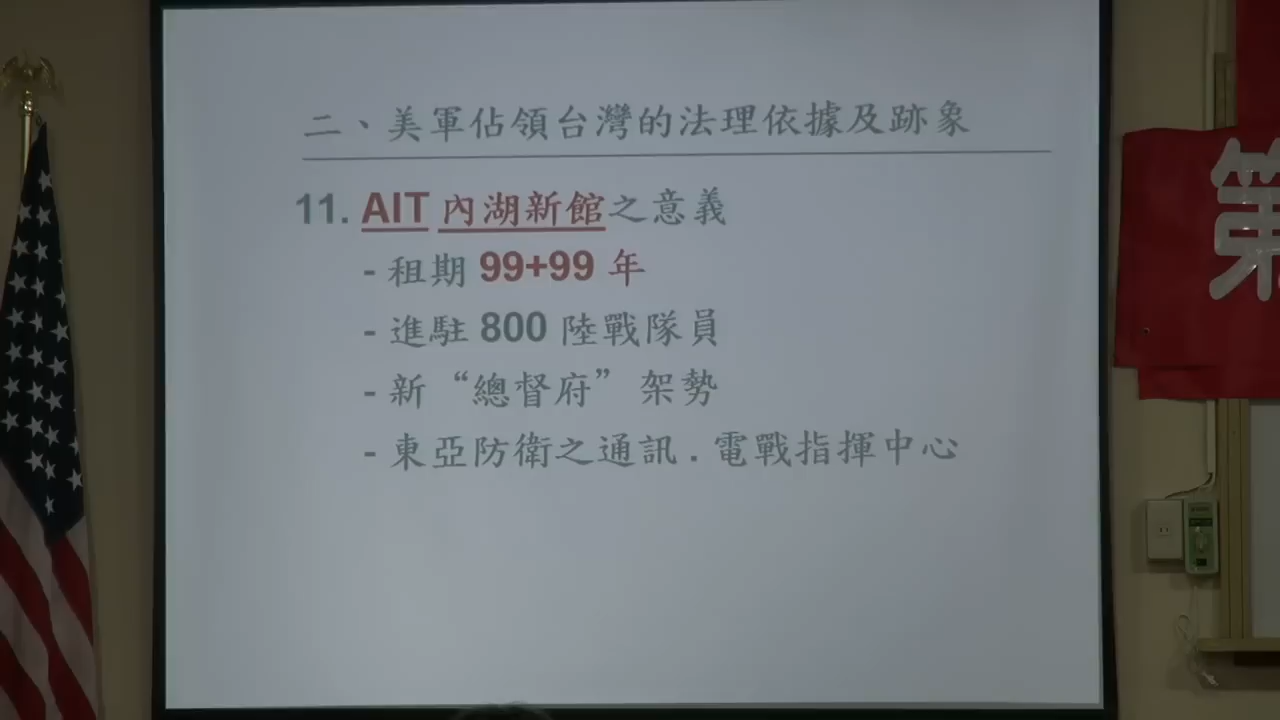 二、美軍佔領台灣的法理依據及跡象
11. AIT 內湖新館之意義
- 租期 99+99 年
- 進駐 800 陸戰隊員
- 新“總督府”架勢
- 東亞防衛之通訊.電戰指揮中心
第